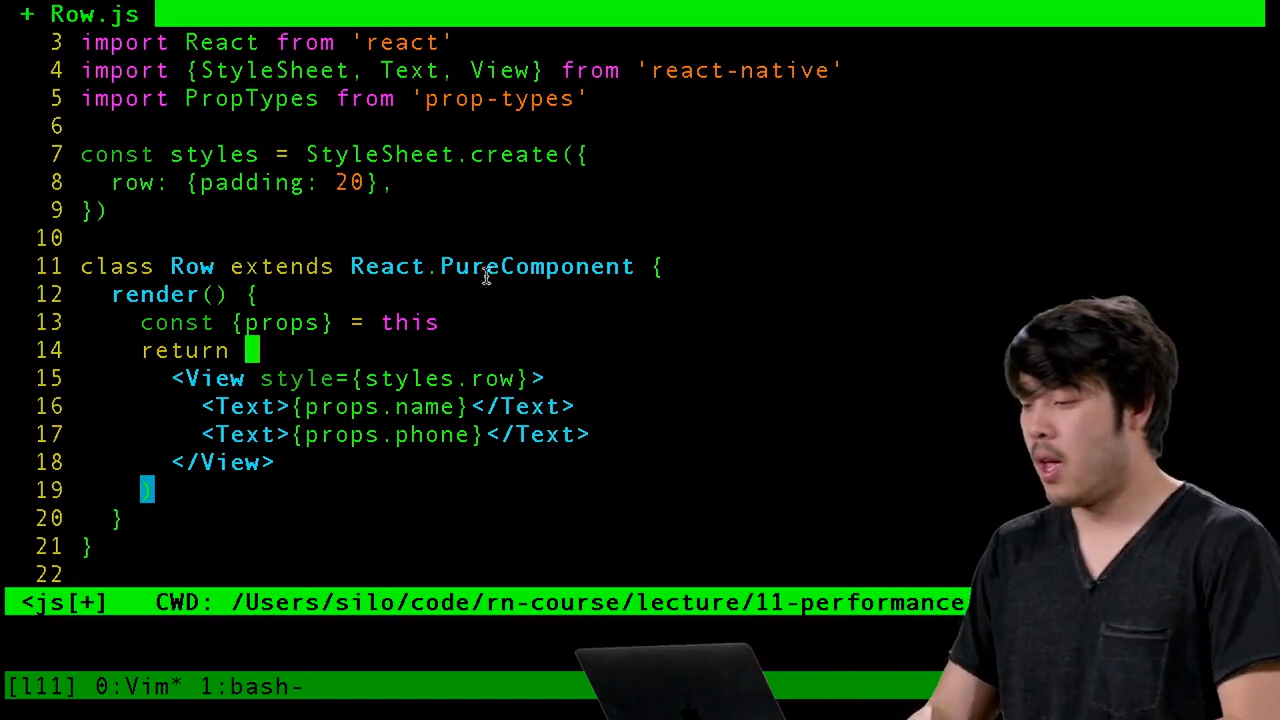 + Row.js
3 import React from 'react'
4 import {StyleSheet, Text, View} from 'react-native'
5 import PropTypes from 'prop-types'
6
7 const styles = StyleSheet.create({
8   row: {padding: 20},
9 })
10
11 class Row extends React.PureComponent {
12   render() {
13     const {props} = this
14     return
15       <View style={styles.row}>
16         <Text>{props.name}</Text>
17         <Text>{props.phone}</Text>
18       </View>
19     )
20   }
21 }
22
<js[+]   CWD: /Users/silo/code/rn-course/lecture/11-performance
[l11] 0:Vim* 1:bash-